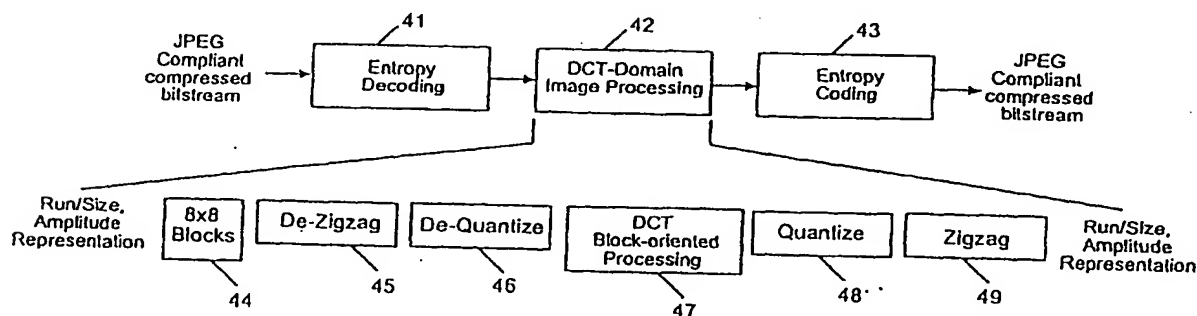 41
42
43
JPEG
Compliant
compressed
bitstream
Entropy
Decoding
DCT-Domain
Image Processing
Entropy
Coding
JPEG
Compliant
compressed
bitstream
Run/Size,
Amplitude
Representation
8x8
Blocks
De-Zigzag
De-Quantize
DCT
Block-oriented
Processing
Quantize
Zigzag
Run/Size,
Amplitude
Representation
44
45
46
47
48
49